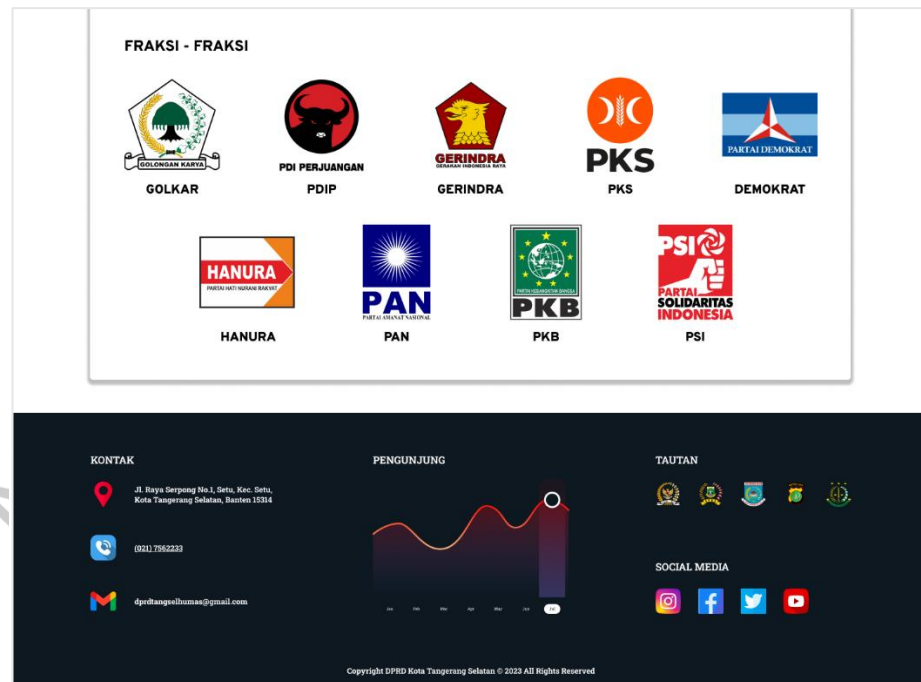 FRAKSI - FRAKSI
GOLONGAN KARYA
GOLKAR
PDI PERJUANGAN
PDIP
GERINDRA
GERAKAN INDONESIA RAYA
GERINDRA
PKS
PKS
PARTAI DEMOKRAT
DEMOKRAT
HANURA
PARTAI HATI NURANI RAKYAT
HANURA
PAN
PARTAI AMANAT NASIONAL
PAN
PARTAI KEBANGKITAN BANGSA
PKB
PKB
PSI
PARTAI
SOLIDARITAS
INDONESIA
PSI
KONTAK
Jl. Raya Serpong No.1, Setu, Kec. Setu,
Kota Tangerang Selatan, Banten 15314
(021) 7562233
dprdtangselhumas@gmail.com
PENGUNJUNG
Jan Feb Mar Apr May Jun Jul
TAUTAN
SOCIAL MEDIA
Copyright DPRD Kota Tangerang Selatan © 2023 All Rights Reserved